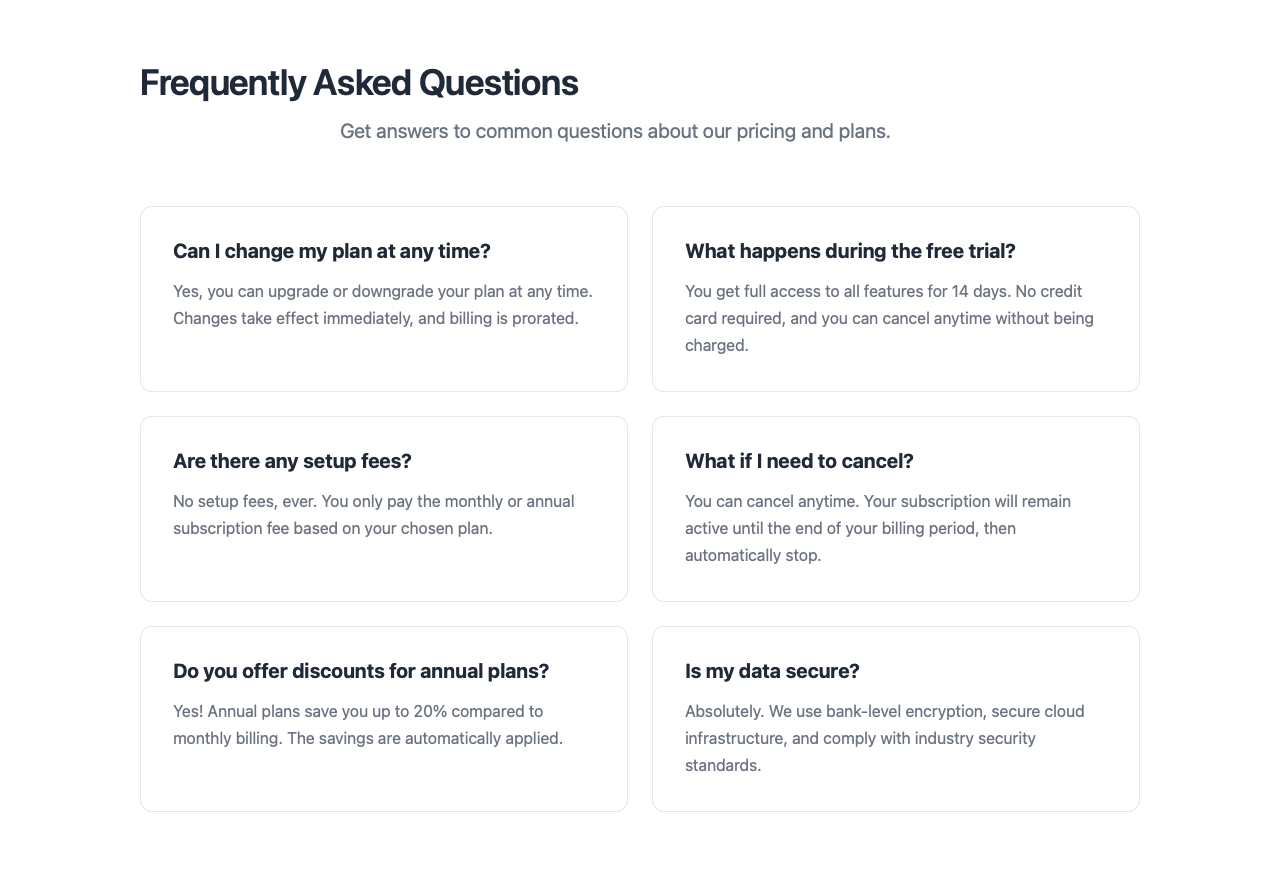 Frequently Asked Questions
Get answers to common questions about our pricing and plans.
Can I change my plan at any time?
Yes, you can upgrade or downgrade your plan at any time.
Changes take effect immediately, and billing is prorated.
What happens during the free trial?
You get full access to all features for 14 days. No credit
card required, and you can cancel anytime without being
charged.
Are there any setup fees?
No setup fees, ever. You only pay the monthly or annual
subscription fee based on your chosen plan.
What if I need to cancel?
You can cancel anytime. Your subscription will remain
active until the end of your billing period, then
automatically stop.
Do you offer discounts for annual plans?
Yes! Annual plans save you up to 20% compared to
monthly billing. The savings are automatically applied.
Is my data secure?
Absolutely. We use bank-level encryption, secure cloud
infrastructure, and comply with industry security
standards.